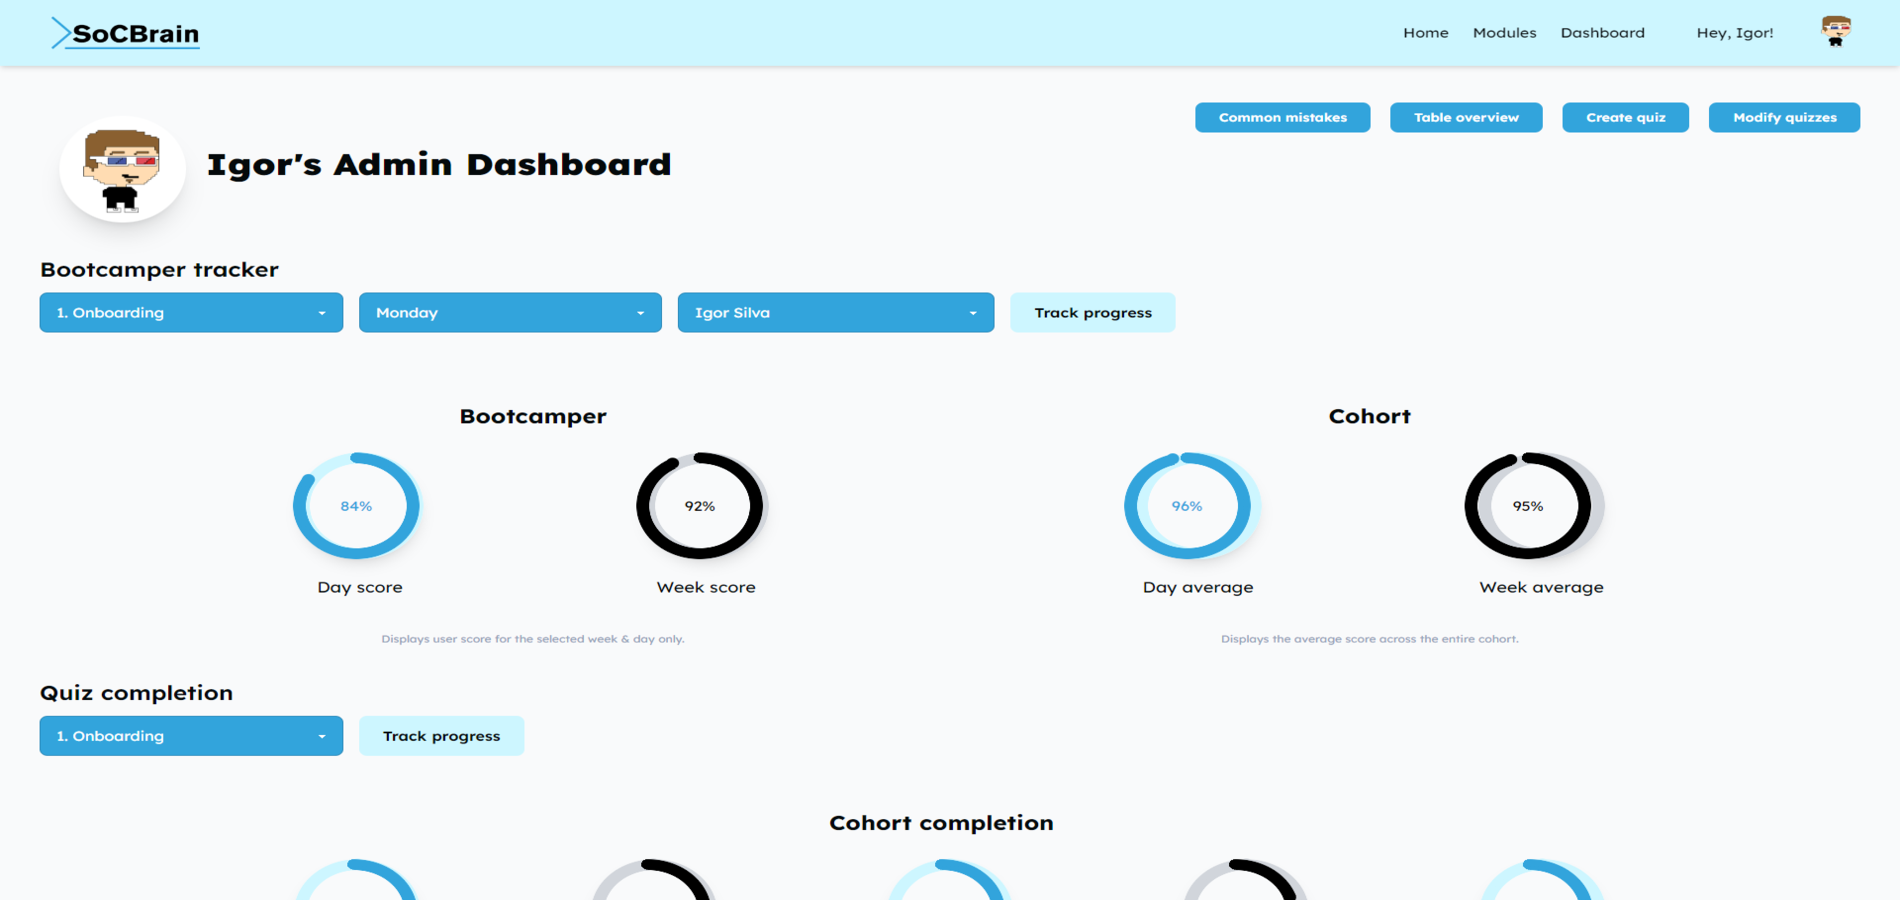 SoCBrain
Home Modules Dashboard Hey, Igor!
Common mistakes Table overview Create quiz Modify quizzes
Igor's Admin Dashboard
Bootcamper tracker
1. Onboarding Monday Igor Silva Track progress
Bootcamper Cohort
84% 92% 96% 95%
Day score Week score Day average Week average
Displays user score for the selected week & day only. Displays the average score across the entire cohort.
Quiz completion
1. Onboarding Track progress
Cohort completion